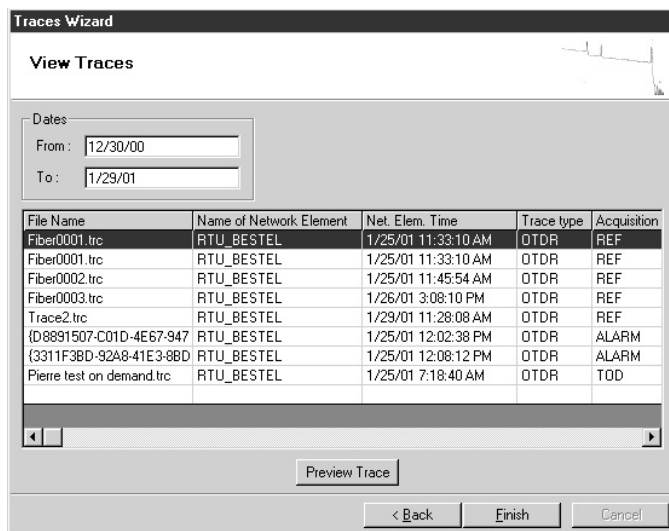 Traces Wizard
View Traces
Dates
From : 12/30/00
To : 1/29/01
File Name Name of Network Element Net. Elem. Time Trace type Acquisition
Fiber0001.trc RTU_BESTEL 1/25/01 11:33:10 AM OTDR REF
Fiber0001.trc RTU_BESTEL 1/25/01 11:33:10 AM OTDR REF
Fiber0002.trc RTU_BESTEL 1/25/01 11:45:54 AM OTDR REF
Fiber0003.trc RTU_BESTEL 1/26/01 3:08:10 PM OTDR REF
Trace2.trc RTU_BESTEL 1/29/01 11:28:08 AM OTDR REF
{D8891507-C01D-4E67-947 RTU_BESTEL 1/25/01 12:02:38 PM OTDR ALARM
{3311F3BD-92A8-41E3-8BD RTU_BESTEL 1/25/01 12:08:12 PM OTDR ALARM
Pierre test on demand.trc RTU_BESTEL 1/25/01 7:18:40 AM OTDR TOD
Preview Trace
< Back Finish Cancel